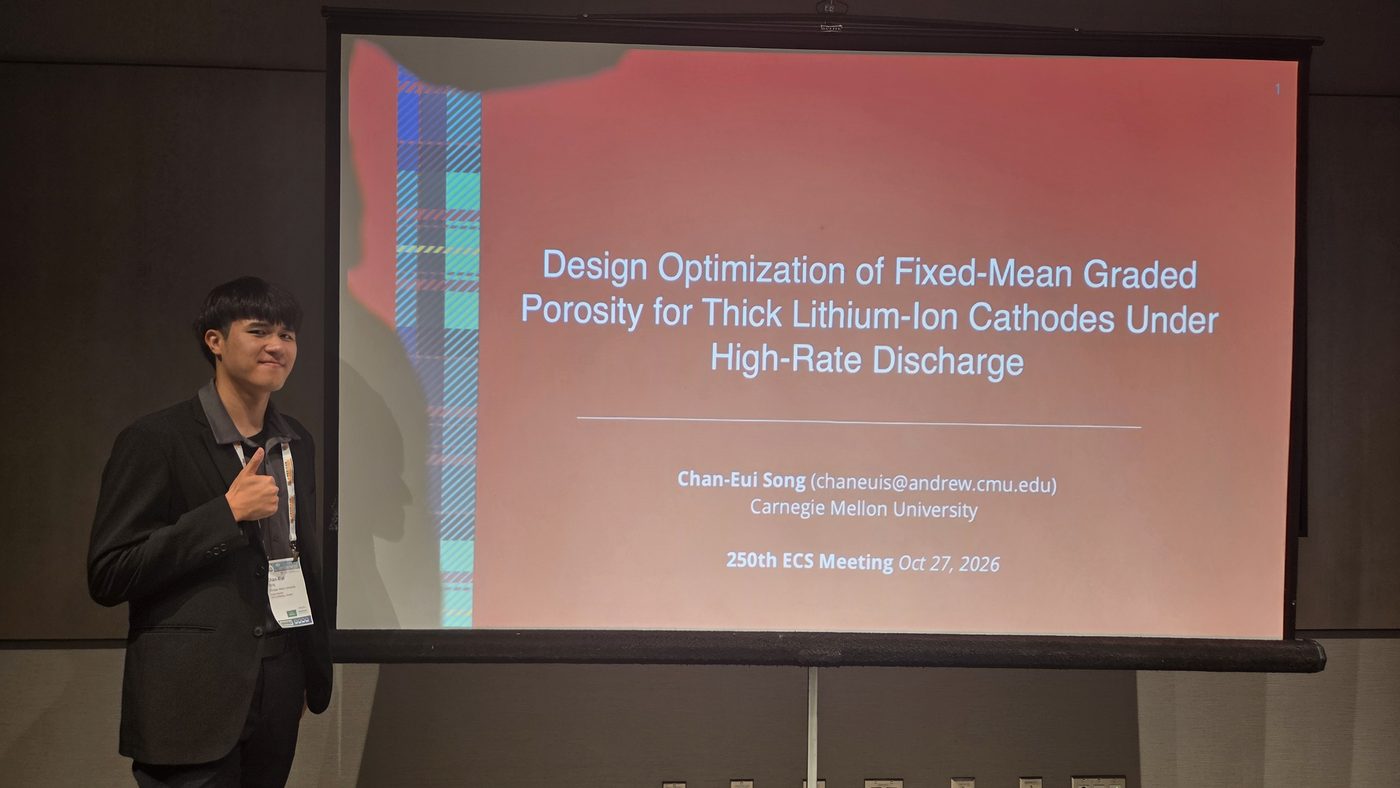 1
Design Optimization of Fixed-Mean Graded
Porosity for Thick Lithium-Ion Cathodes Under
High-Rate Discharge
Chan-Eui Song (chaneuis@andrew.cmu.edu)
Carnegie Mellon University
250th ECS Meeting Oct 27, 2026